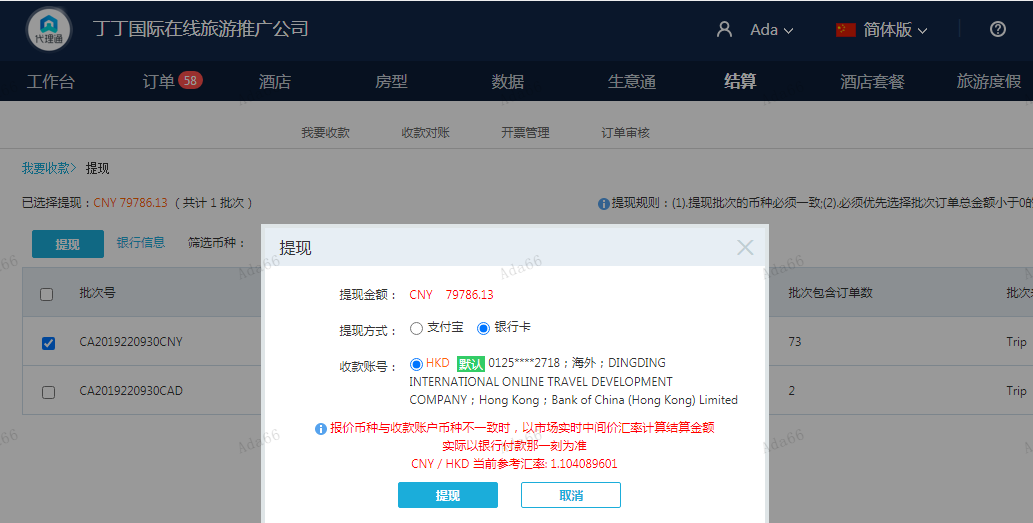 代理通
丁丁国际在线旅游推广公司
Ada
简体版
工作台 订单 58 酒店 房型 数据 生意通 结算 酒店套餐 旅游度假
我要收款 收款对账 开票管理 订单审核
我要收款> 提现
已选择提现：CNY 79786.13 （ 共计 1 批次 ）
提现规则：(1).提现批次的币种必须一致;(2).必须优先选择批次订单总金额小于0的
提现 银行信息 筛选币种：
批次号 批次包含订单数 批次
CA2019220930CNY 73 Trip
CA2019220930CAD 2 Trip
提现
提现金额： CNY 79786.13
提现方式： 支付宝 银行卡
收款账号： HKD 默认 0125****2718；海外；DINGDING
INTERNATIONAL ONLINE TRAVEL DEVELOPMENT
COMPANY；Hong Kong；Bank of China (Hong Kong) Limited
报价币种与收款账户币种不一致时，以市场实时中间价汇率计算结算金额
实际以银行付款那一刻为准
CNY / HKD 当前参考汇率: 1.104089601
提现 取消
Ada66
Ada66
Ada66
Ada66
Ada66
Ada66